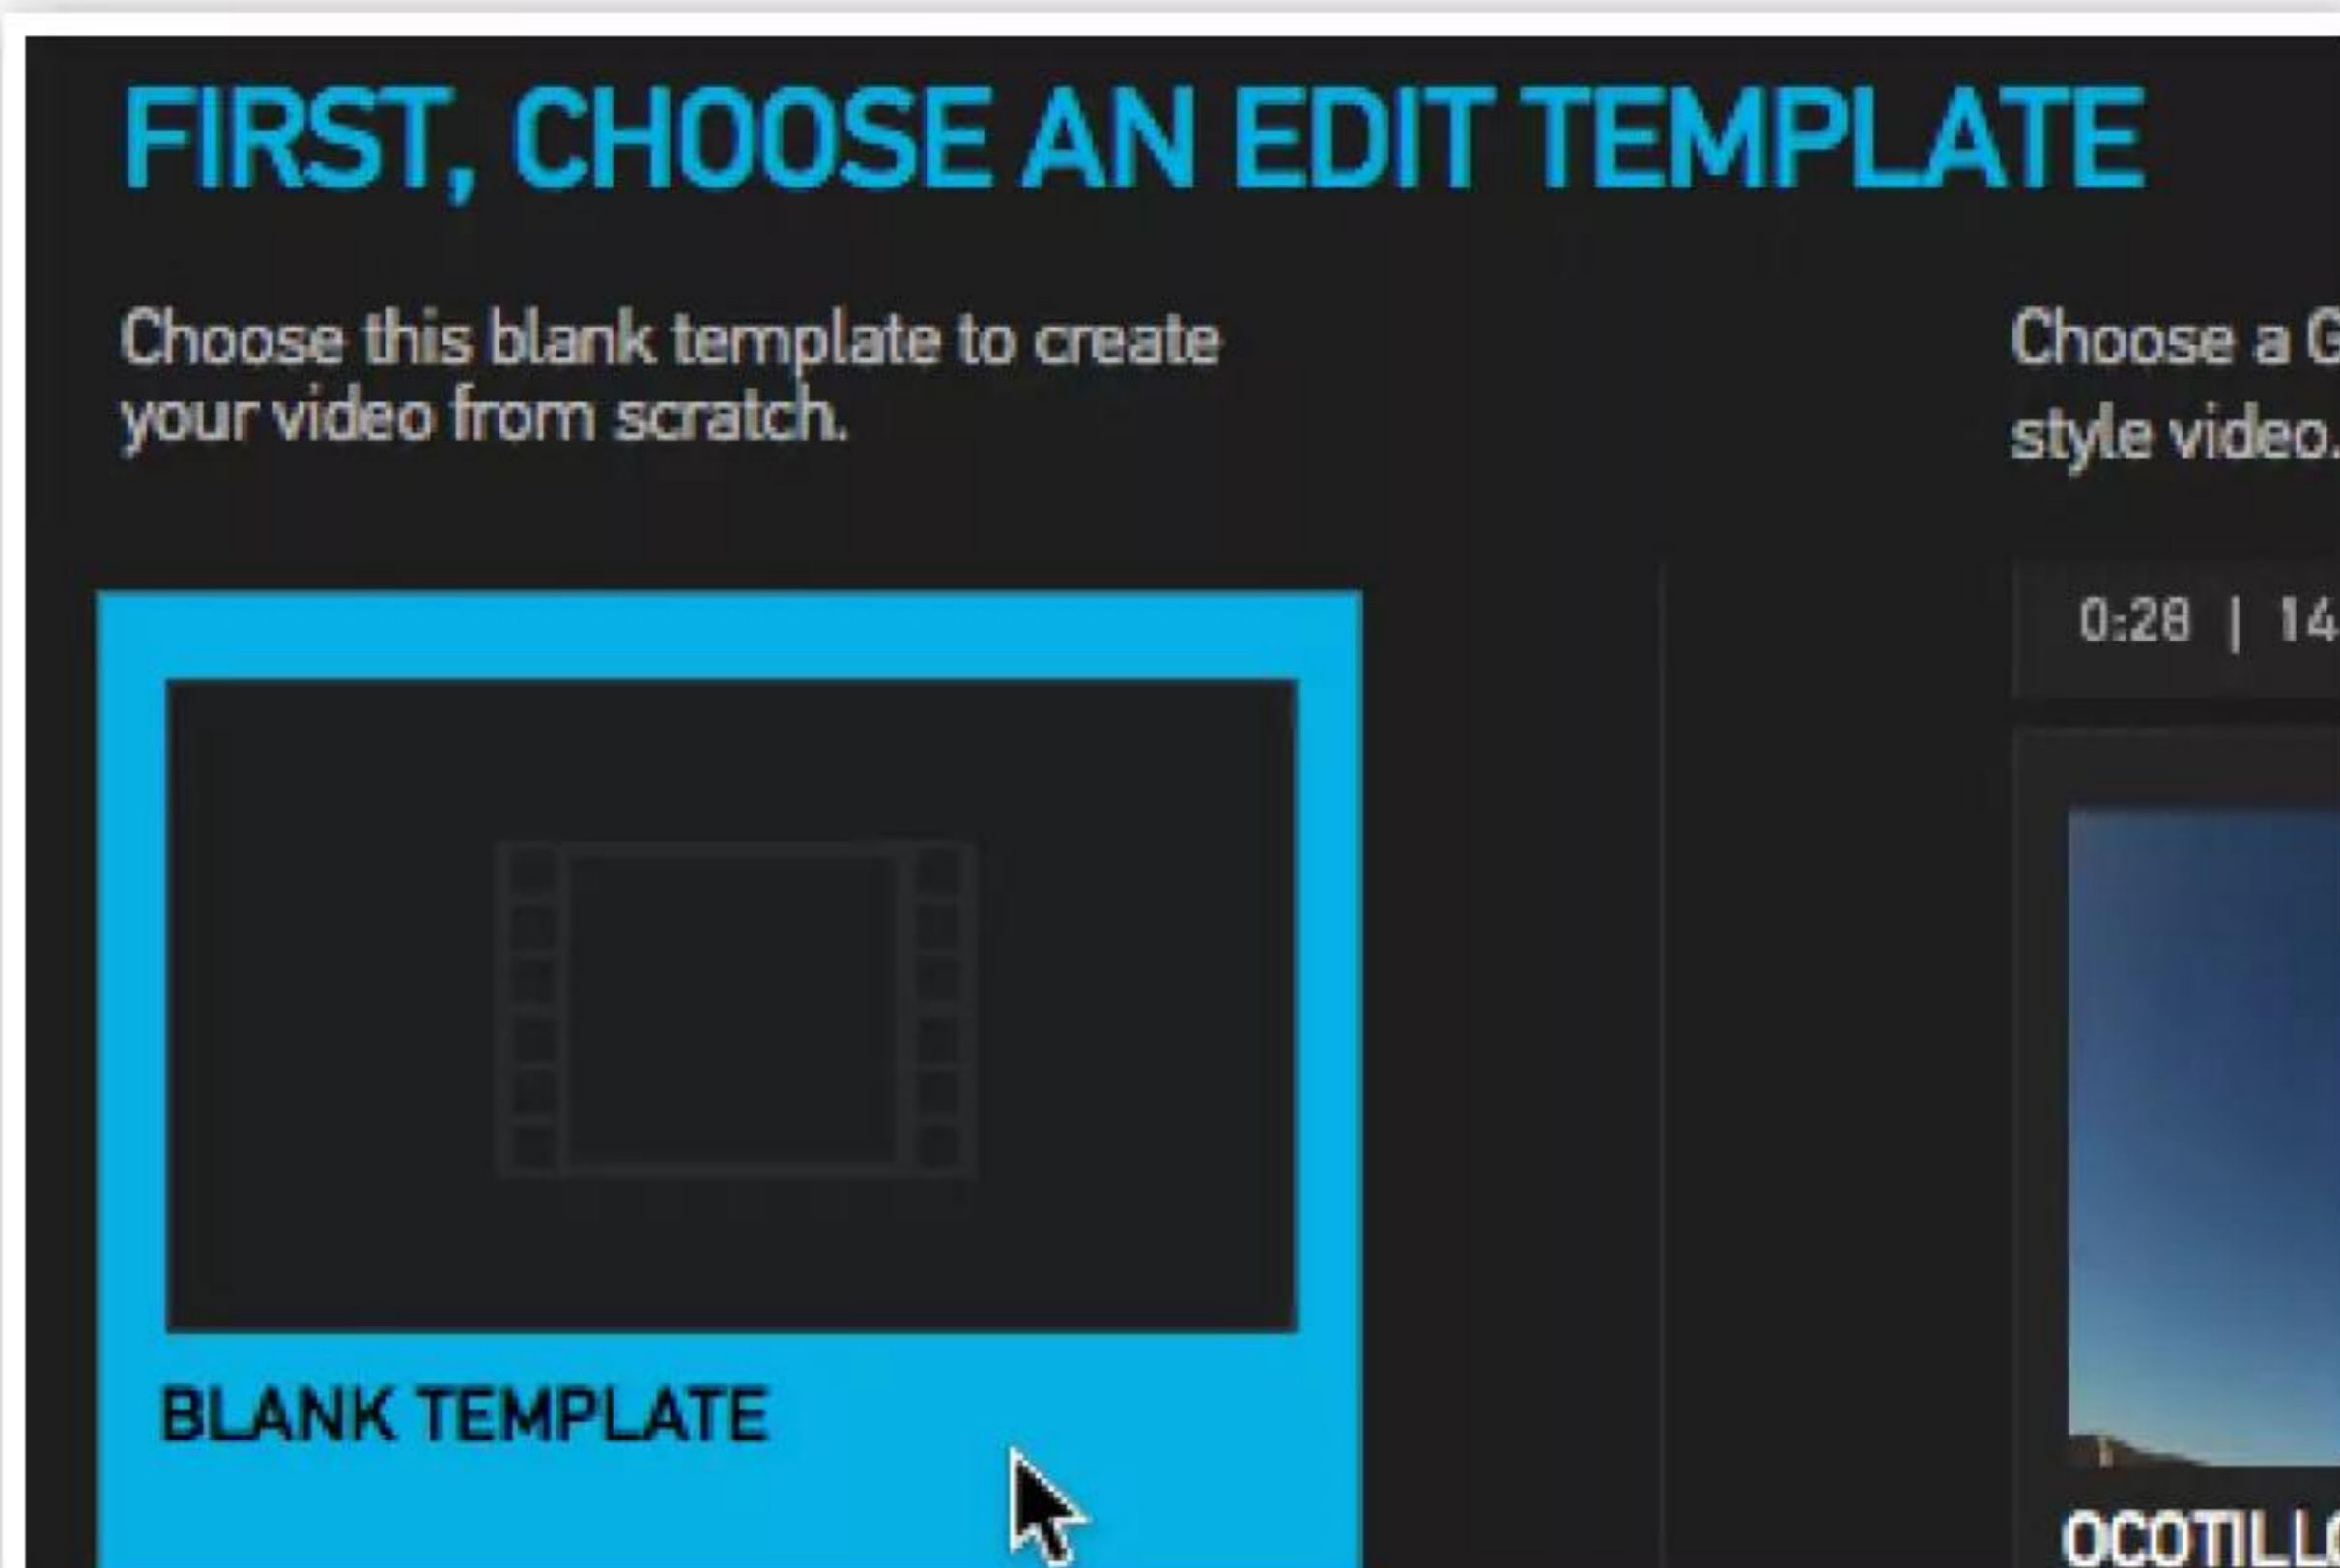 FIRST, CHOOSE AN EDIT TEMPLATE
Choose this blank template to create
your video from scratch.
BLANK TEMPLATE
Choose a G
style video.
0:28 | 14
OCOTILLO